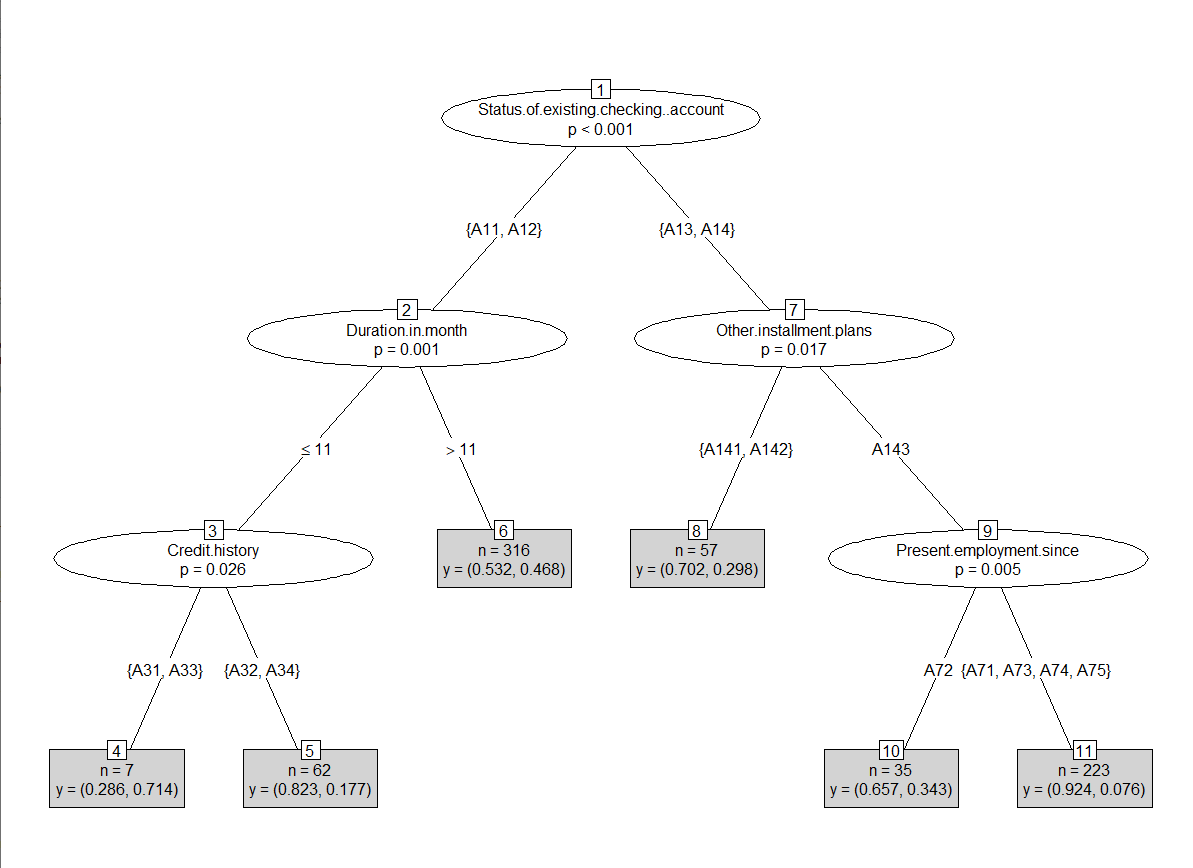 1
Status.of.existing.checking..account
p < 0.001
{A11, A12}
{A13, A14}
2
Duration.in.month
p = 0.001
7
Other.installment.plans
p = 0.017
≤ 11
> 11
{A141, A142}
A143
3
Credit.history
p = 0.026
6
n = 316
y = (0.532, 0.468)
8
n = 57
y = (0.702, 0.298)
9
Present.employment.since
p = 0.005
{A31, A33}
{A32, A34}
A72
{A71, A73, A74, A75}
4
n = 7
y = (0.286, 0.714)
5
n = 62
y = (0.823, 0.177)
10
n = 35
y = (0.657, 0.343)
11
n = 223
y = (0.924, 0.076)